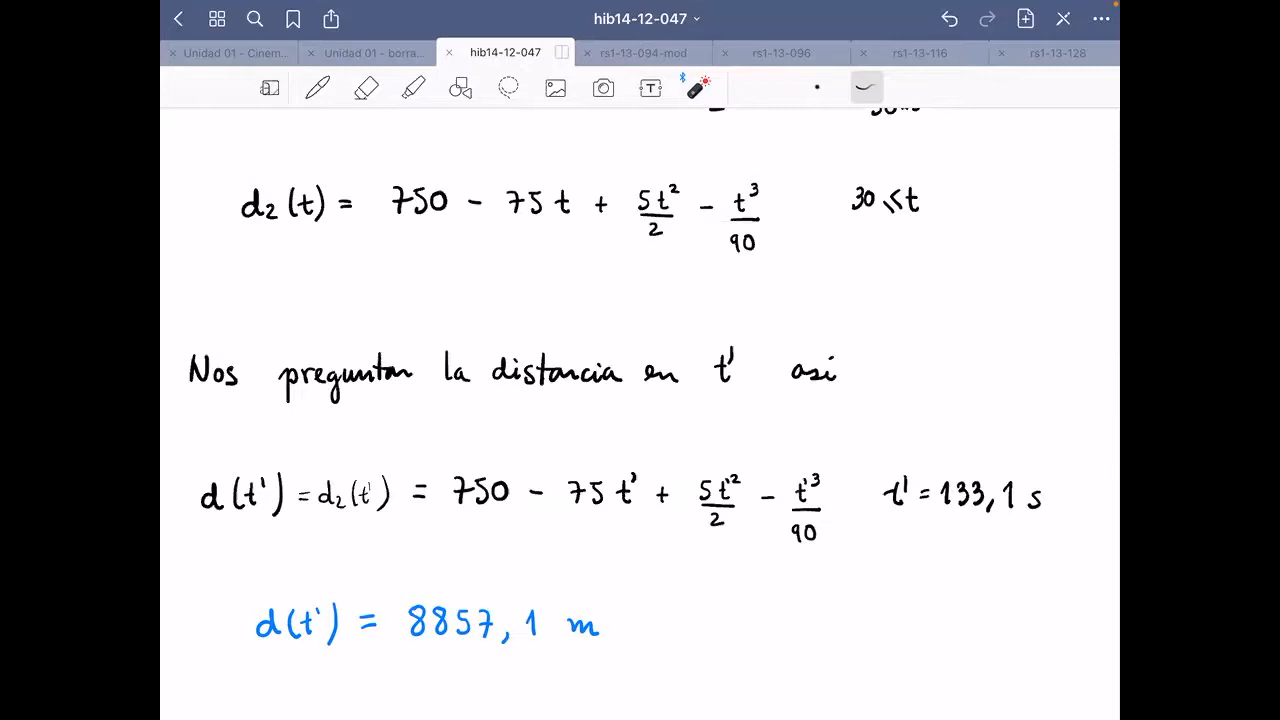 hib14-12-047
Unidad 01 - Cinem... Unidad 01 - borra... hib14-12-047 rs1-13-094-mod rs1-13-096 rs1-13-116 rs1-13-128
d₂(t) = 750 - 75t + 5t²/2 - t³/90 30 ≤ t
Nos preguntan la distancia en t' asi
d(t') = d₂(t') = 750 - 75t' + 5t'²/2 - t'³/90 t' = 133,1 s
d(t') = 8857,1 m